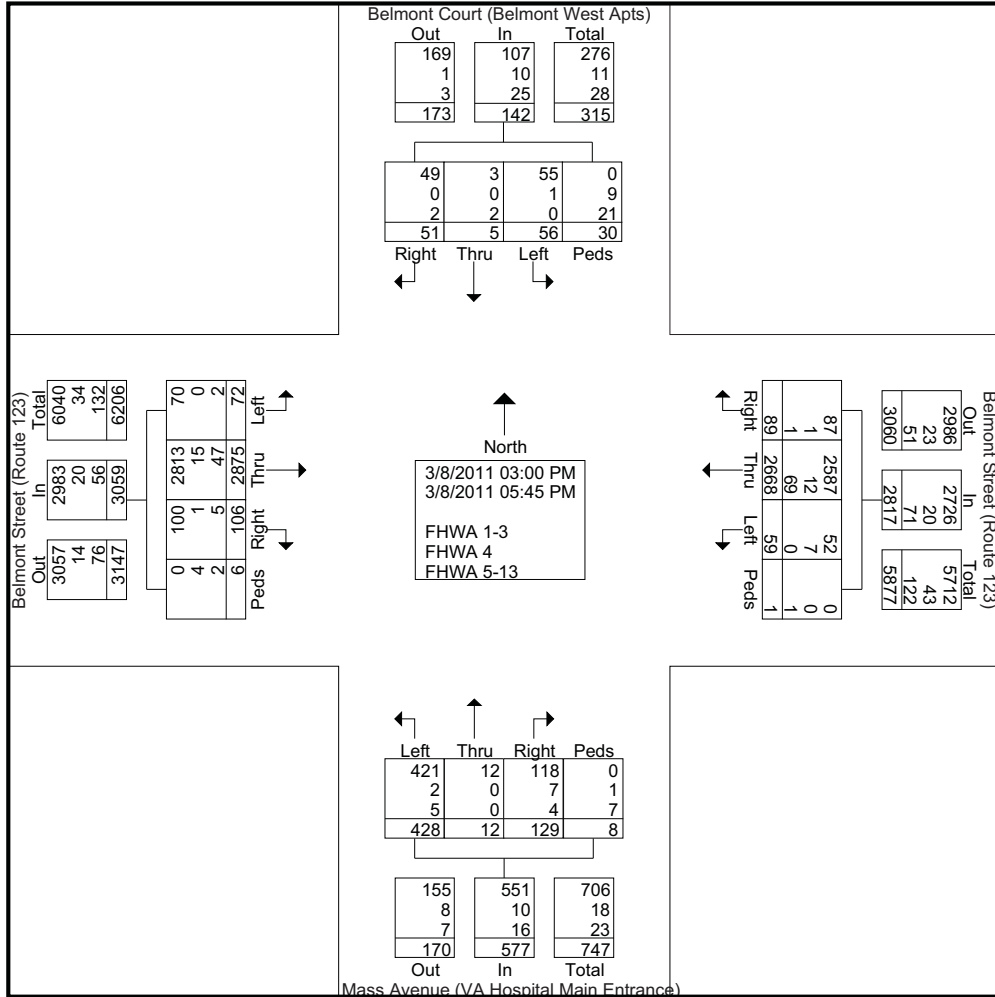 Belmont Court (Belmont West Apts)
Out In Total
169 107 276
1 10 11
3 25 28
173 142 315
49 3 55 0
0 0 1 9
2 2 0 21
51 5 56 30
Right Thru Left Peds
Belmont Street (Route 123)
Total
6040 34 132 6206
In
2983 20 56 3059
Out
3057 14 76 3147
70 0 2 72 Left
2813 15 47 2875 Thru
100 1 5 106 Right
0 4 2 6 Peds
North
3/8/2011 03:00 PM
3/8/2011 05:45 PM
FHWA 1-3
FHWA 4
FHWA 5-13
Right 87 1 1 89
Thru 2587 12 69 2668
Left 52 7 0 59
Peds 0 0 1 1
Belmont Street (Route 123)
Out
2986 23 51 3060
In
2726 20 71 2817
Total
5712 43 122 5877
Left Thru Right Peds
421 12 118 0
2 0 7 1
5 0 4 7
428 12 129 8
155 551 706
8 10 18
7 16 23
170 577 747
Out In Total
Mass Avenue (VA Hospital Main Entrance)